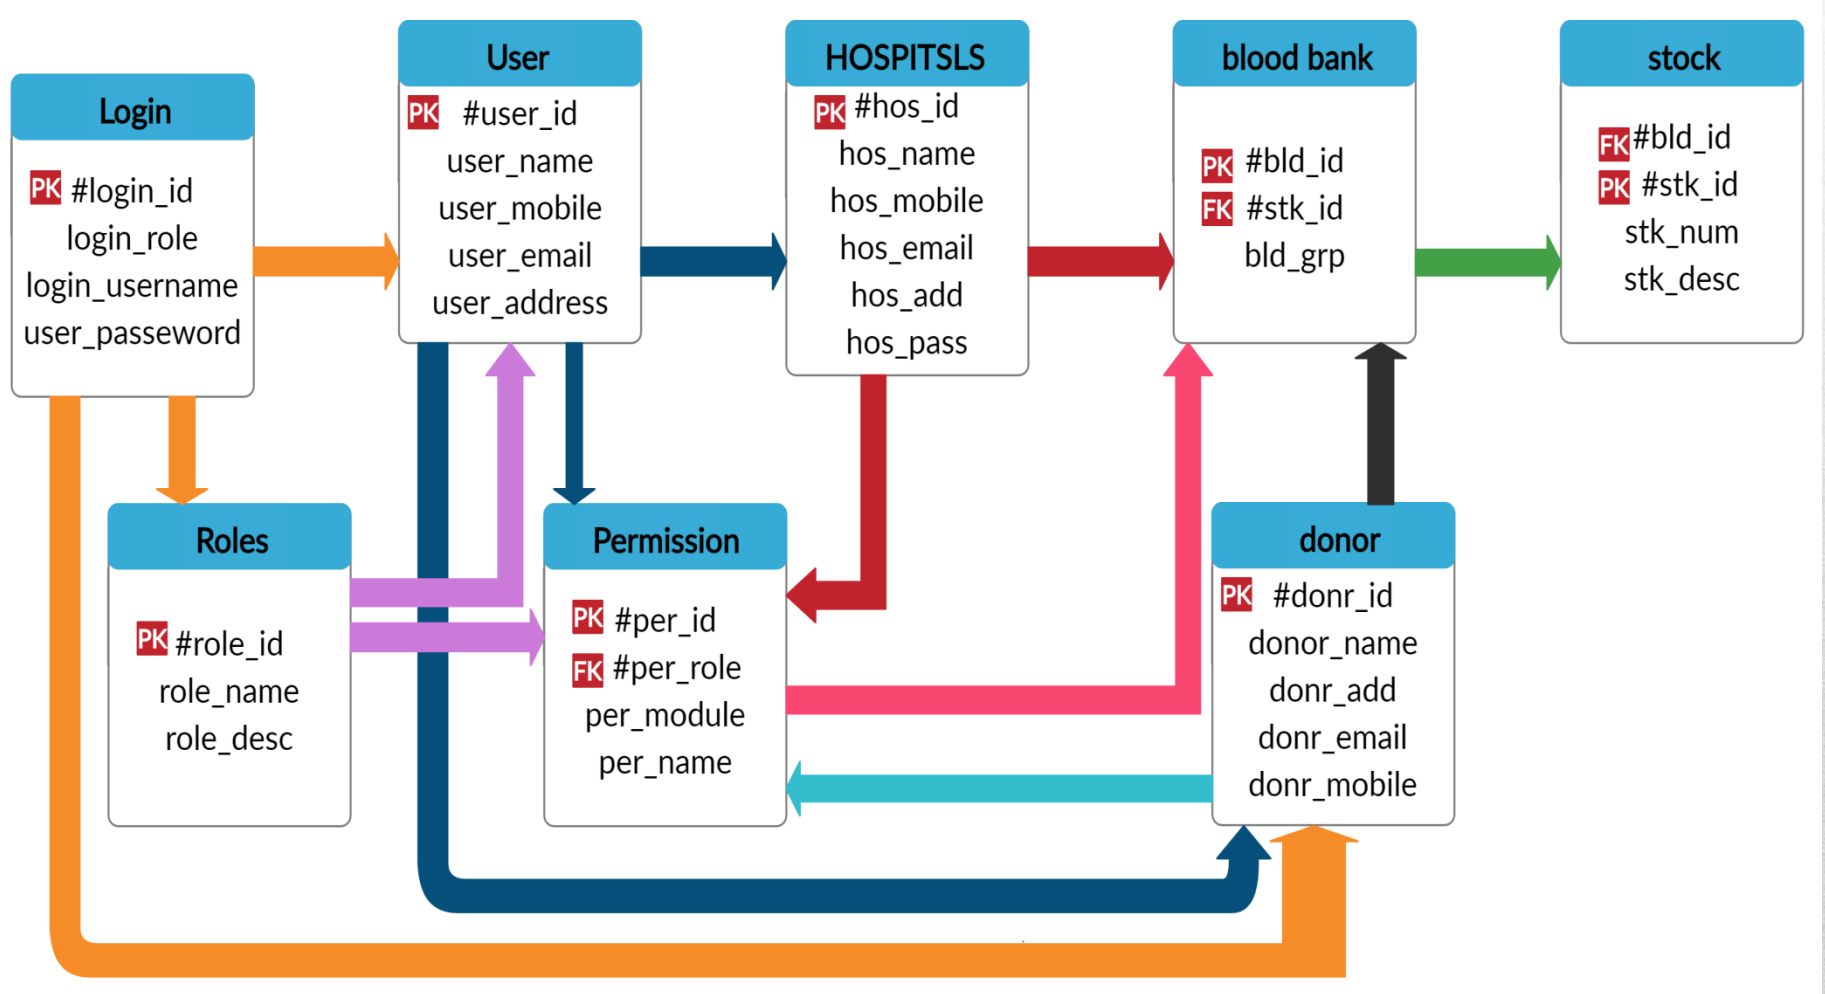 Login
PK #login_id
login_role
login_username
user_passeword
User
PK #user_id
user_name
user_mobile
user_email
user_address
HOSPITSLS
PK #hos_id
hos_name
hos_mobile
hos_email
hos_add
hos_pass
blood bank
PK #bld_id
FK #stk_id
bld_grp
stock
FK #bld_id
PK #stk_id
stk_num
stk_desc
Roles
PK #role_id
role_name
role_desc
Permission
PK #per_id
FK #per_role
per_module
per_name
donor
PK #donr_id
donor_name
donr_add
donr_email
donr_mobile